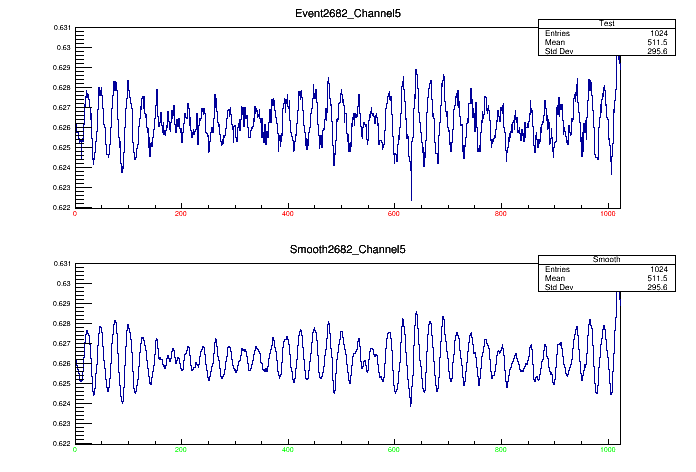 Event2682_Channel5
Test
Entries 1024
Mean 511.5
Std Dev 295.6
0.631
0.63
0.629
0.628
0.627
0.626
0.625
0.624
0.623
0.622
0 200 400 600 800 1000
Smooth2682_Channel5
Smooth
Entries 1024
Mean 511.5
Std Dev 295.6
0.631
0.63
0.629
0.628
0.627
0.626
0.625
0.624
0.623
0.622
0 200 400 600 800 1000